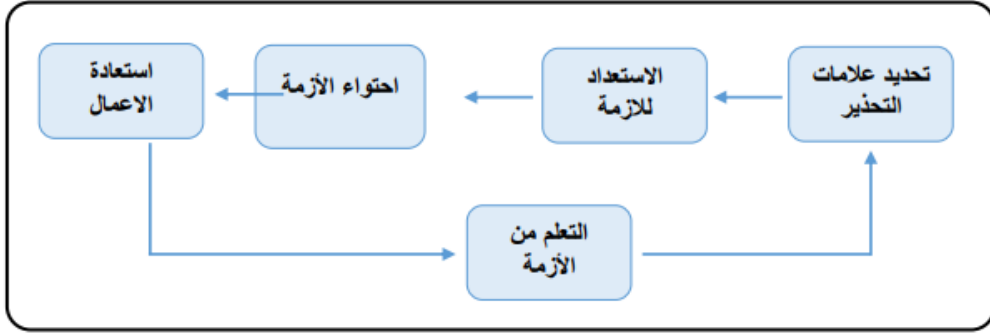 تحديد علامات
التحذير
الاستعداد
للازمة
احتواء الأزمة
استعادة
الاعمال
التعلم من
الأزمة